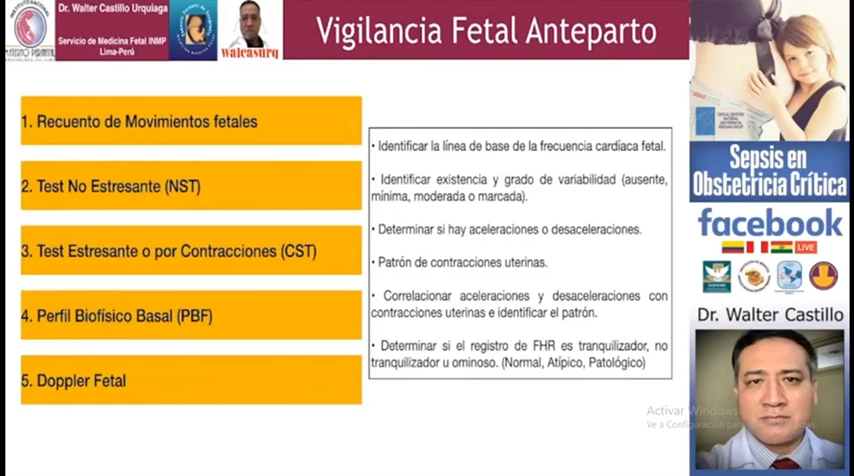 Dr. Walter Castillo Urquiaga
Servicio de Medicina Fetal INMP
Lima-Perú
walcasurq
Vigilancia Fetal Anteparto
1. Recuento de Movimientos fetales
2. Test No Estresante (NST)
3. Test Estresante o por Contracciones (CST)
4. Perfil Biofísico Basal (PBF)
5. Doppler Fetal
• Identificar la línea de base de la frecuencia cardíaca fetal.
• Identificar existencia y grado de variabilidad (ausente,
mínima, moderada o marcada).
• Determinar si hay aceleraciones o desaceleraciones.
• Patrón de contracciones uterinas.
• Correlacionar aceleraciones y desaceleraciones con
contracciones uterinas e identificar el patrón.
• Determinar si el registro de FHR es tranquilizador, no
tranquilizador u ominoso. (Normal, Atípico, Patológico)
Sepsis en
Obstetricia Crítica
facebook
LIVE
Dr. Walter Castillo
Activar Windows
Ve a Configuración para